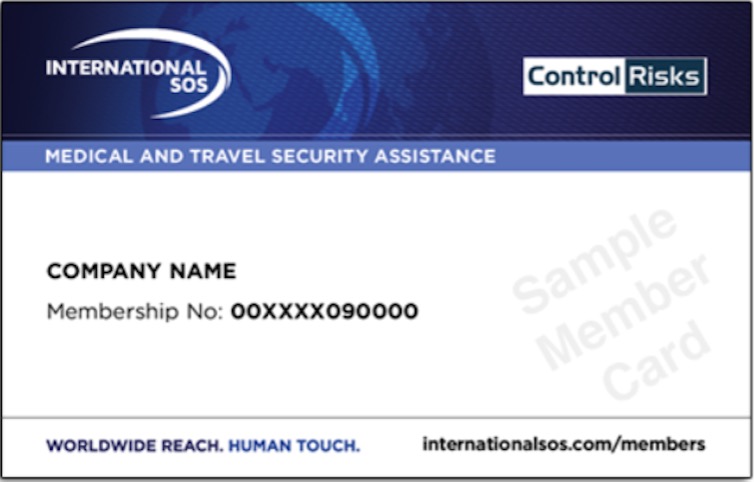 INTERNATIONAL
SOS
Control Risks
MEDICAL AND TRAVEL SECURITY ASSISTANCE
COMPANY NAME
Membership No: 00XXXX090000
Sample
Member
Card
WORLDWIDE REACH. HUMAN TOUCH.
internationalsos.com/members